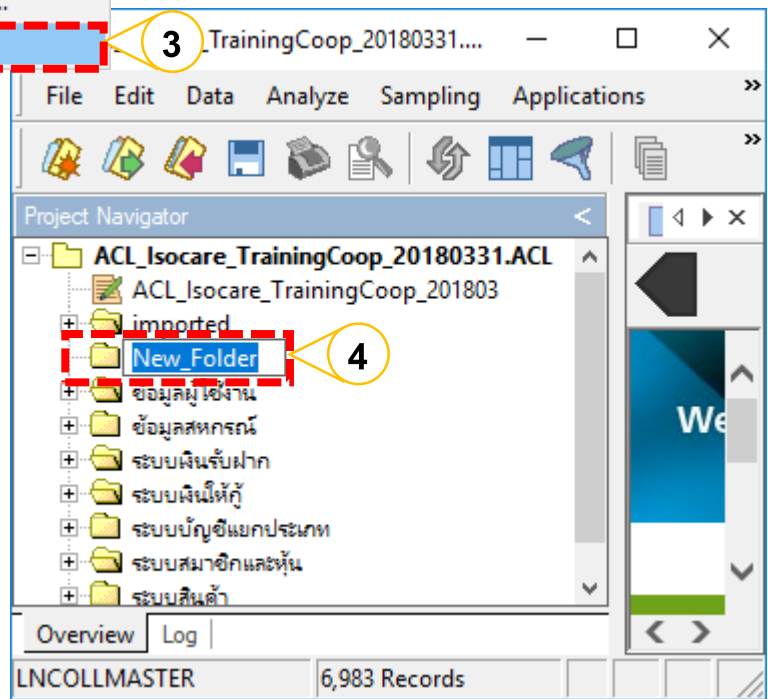 3
_TrainingCoop_20180331....
File Edit Data Analyze Sampling Applications
Project Navigator
ACL_Isocare_TrainingCoop_20180331.ACL
ACL_Isocare_TrainingCoop_201803
imported
New_Folder
4
ข้อมูลผู้ใช้งาน
ข้อมูลสหกรณ์
ระบบเงินรับฝาก
ระบบเงินให้กู้
ระบบบัญชีแยกประเภท
ระบบสมาชิกและหุ้น
ระบบสินค้า
We
Overview Log
LNCOLLMASTER 6,983 Records